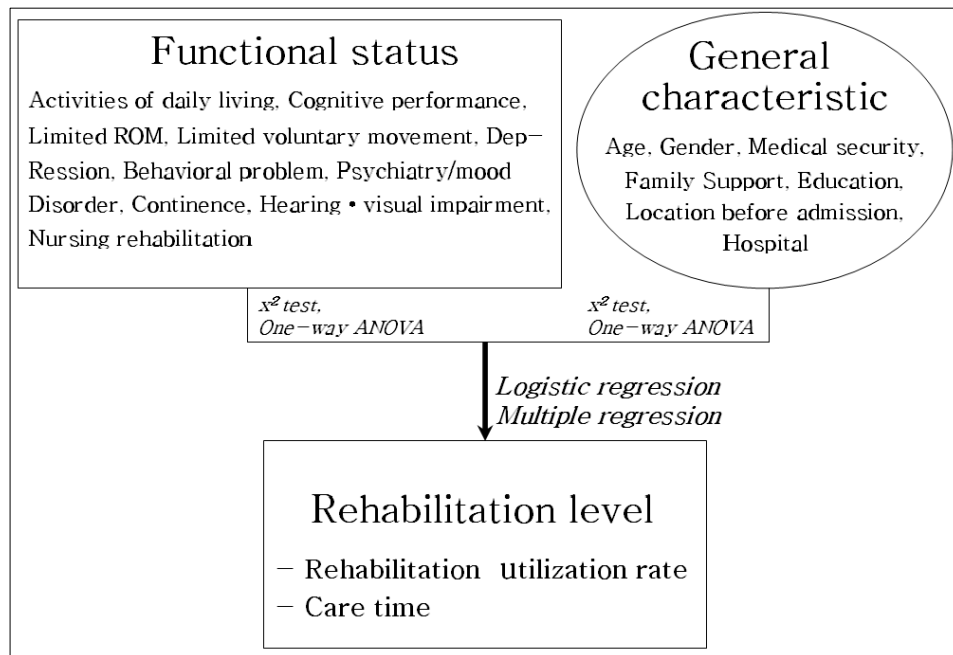 Functional status
Activities of daily living, Cognitive performance,
Limited ROM, Limited voluntary movement, Dep-
Ression, Behavioral problem, Psychiatry/mood
Disorder, Continence, Hearing • visual impairment,
Nursing rehabilitation
General
characteristic
Age, Gender, Medical security,
Family Support, Education,
Location before admission,
Hospital
x² test,
One-way ANOVA
x² test,
One-way ANOVA
Logistic regression
Multiple regression
Rehabilitation level
- Rehabilitation utilization rate
- Care time